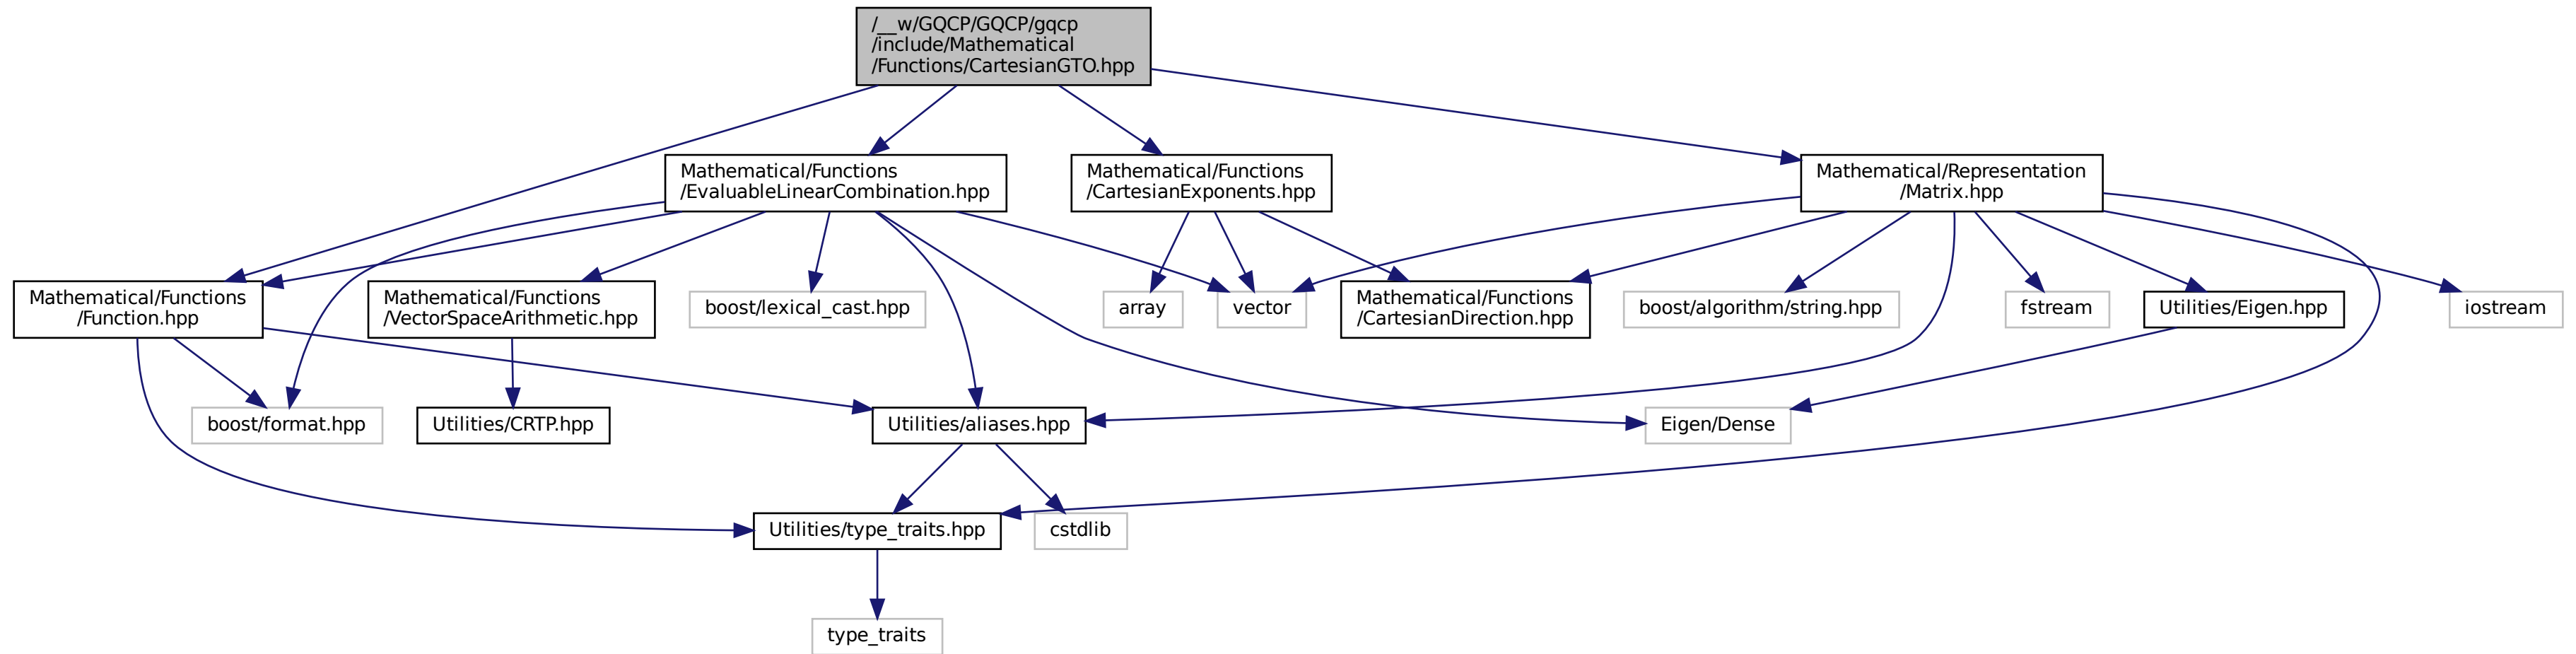 /__w/GQCP/GQCP/gqcp
/include/Mathematical
/Functions/CartesianGTO.hpp
Mathematical/Functions
/EvaluableLinearCombination.hpp
Mathematical/Functions
/CartesianExponents.hpp
Mathematical/Representation
/Matrix.hpp
Mathematical/Functions
/Function.hpp
Mathematical/Functions
/VectorSpaceArithmetic.hpp
boost/lexical_cast.hpp
array
vector
Mathematical/Functions
/CartesianDirection.hpp
boost/algorithm/string.hpp
fstream
Utilities/Eigen.hpp
iostream
boost/format.hpp
Utilities/CRTP.hpp
Utilities/aliases.hpp
Eigen/Dense
Utilities/type_traits.hpp
cstdlib
type_traits